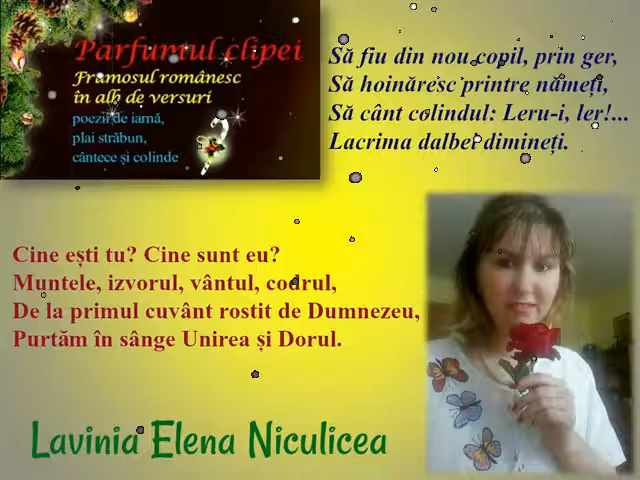 Parfumul clipei
Frumosul românesc
în alb de versuri
poezii de iarnă,
plai străbun,
cântece și colinde
Să fiu din nou copil, prin ger,
Să hoinăresc printre nămeți,
Să cânt colindul: Leru-i, ler!...
Lacrima dalbei dimineți.
Cine ești tu? Cine sunt eu?
Muntele, izvorul, vântul, codrul,
De la primul cuvânt rostit de Dumnezeu,
Purtăm în sânge Unirea și Dorul.
Lavinia Elena Niculicea